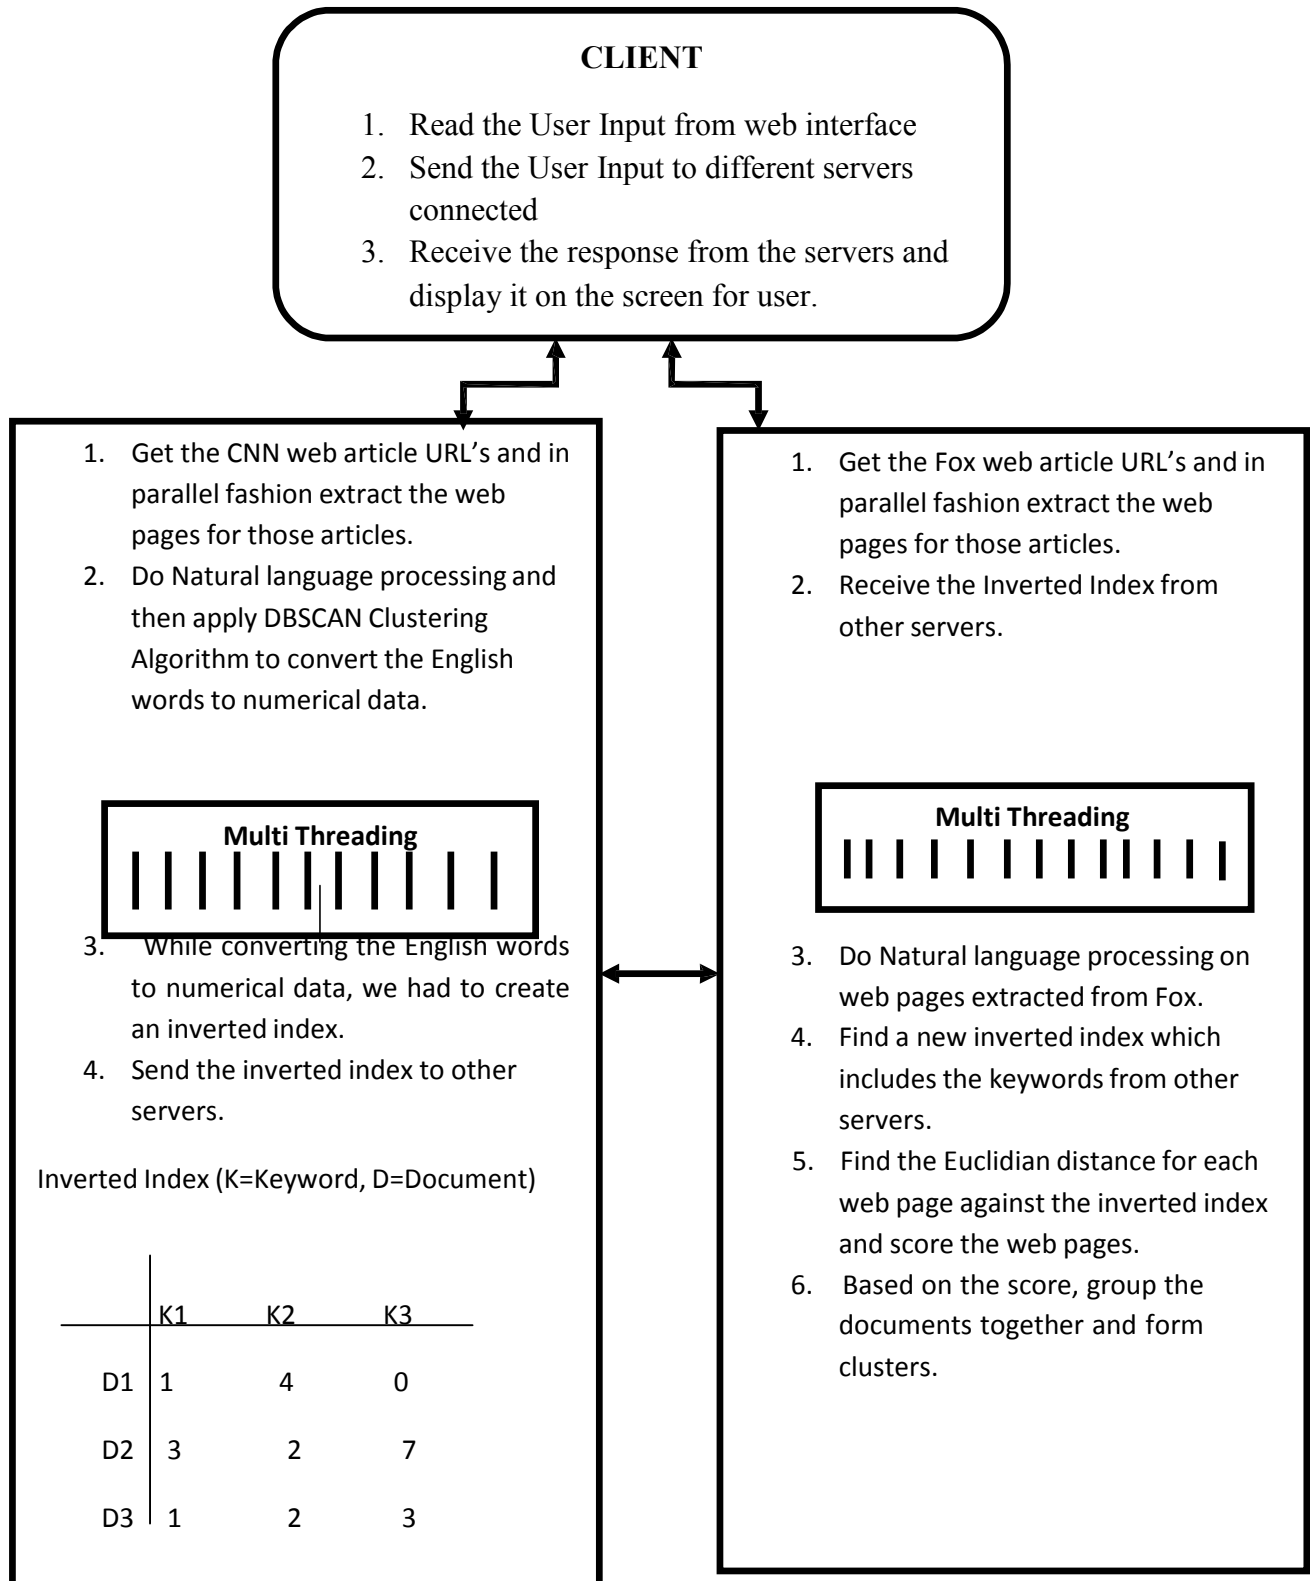 CLIENT
1. Read the User Input from web interface
2. Send the User Input to different servers
connected
3. Receive the response from the servers and
display it on the screen for user.
1. Get the CNN web article URL's and in
parallel fashion extract the web
pages for those articles.
2. Do Natural language processing and
then apply DBSCAN Clustering
Algorithm to convert the English
words to numerical data.
Multi Threading
3. While converting the English words
to numerical data, we had to create
an inverted index.
4. Send the inverted index to other
servers.
Inverted Index (K=Keyword, D=Document)
K1 K2 K3
D1 1 4 0
D2 3 2 7
D3 1 2 3
1. Get the Fox web article URL’s and in
parallel fashion extract the web
pages for those articles.
2. Receive the Inverted Index from
other servers.
Multi Threading
3. Do Natural language processing on
web pages extracted from Fox.
4. Find a new inverted index which
includes the keywords from other
servers.
5. Find the Euclidian distance for each
web page against the inverted index
and score the web pages.
6. Based on the score, group the
documents together and form
clusters.